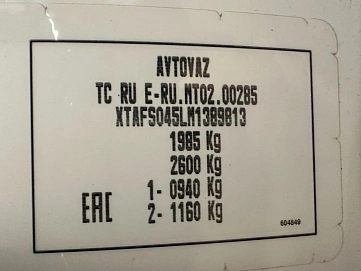 AVTOVAZ
TC RU E-RU.MT02.00285
XTAFS045LM1389813
1985 Kg
2600 Kg
1- 0940 Kg
EAC 2- 1160 Kg
604849